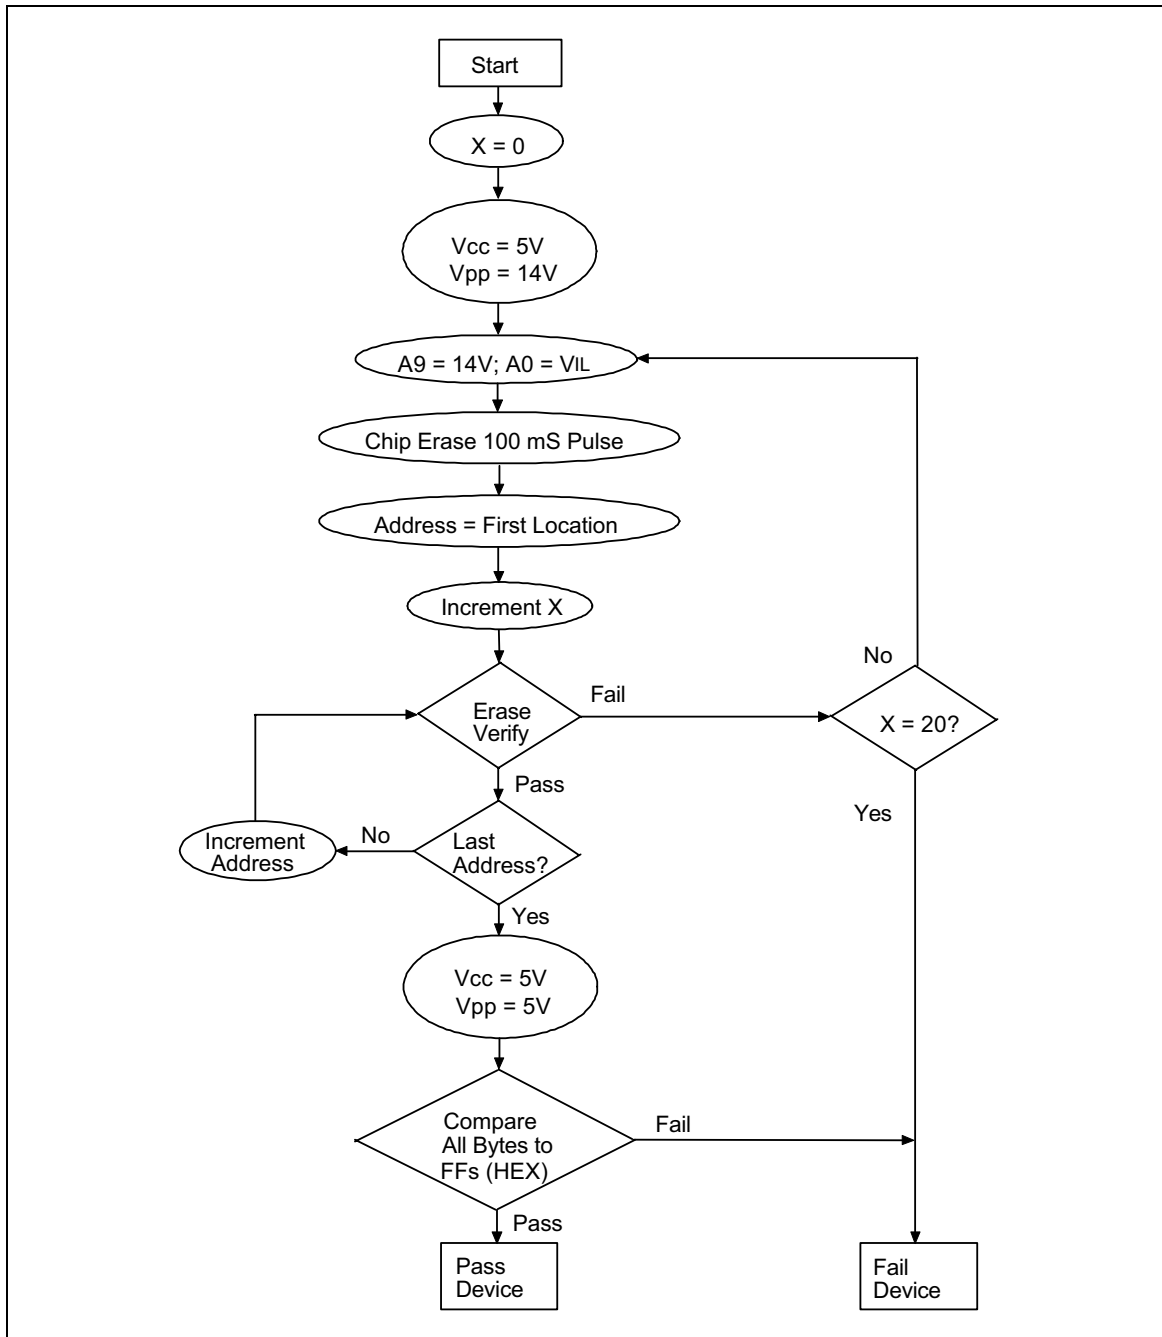 Start
X = 0
Vcc = 5V
Vpp = 14V
A9 = 14V; A0 = VIL
Chip Erase 100 mS Pulse
Address = First Location
Increment X
Erase
Verify
Fail
No
X = 20?
Yes
Pass
Last
Address?
No
Increment
Address
Yes
Vcc = 5V
Vpp = 5V
Compare
All Bytes to
FFs (HEX)
Fail
Pass
Pass
Device
Fail
Device